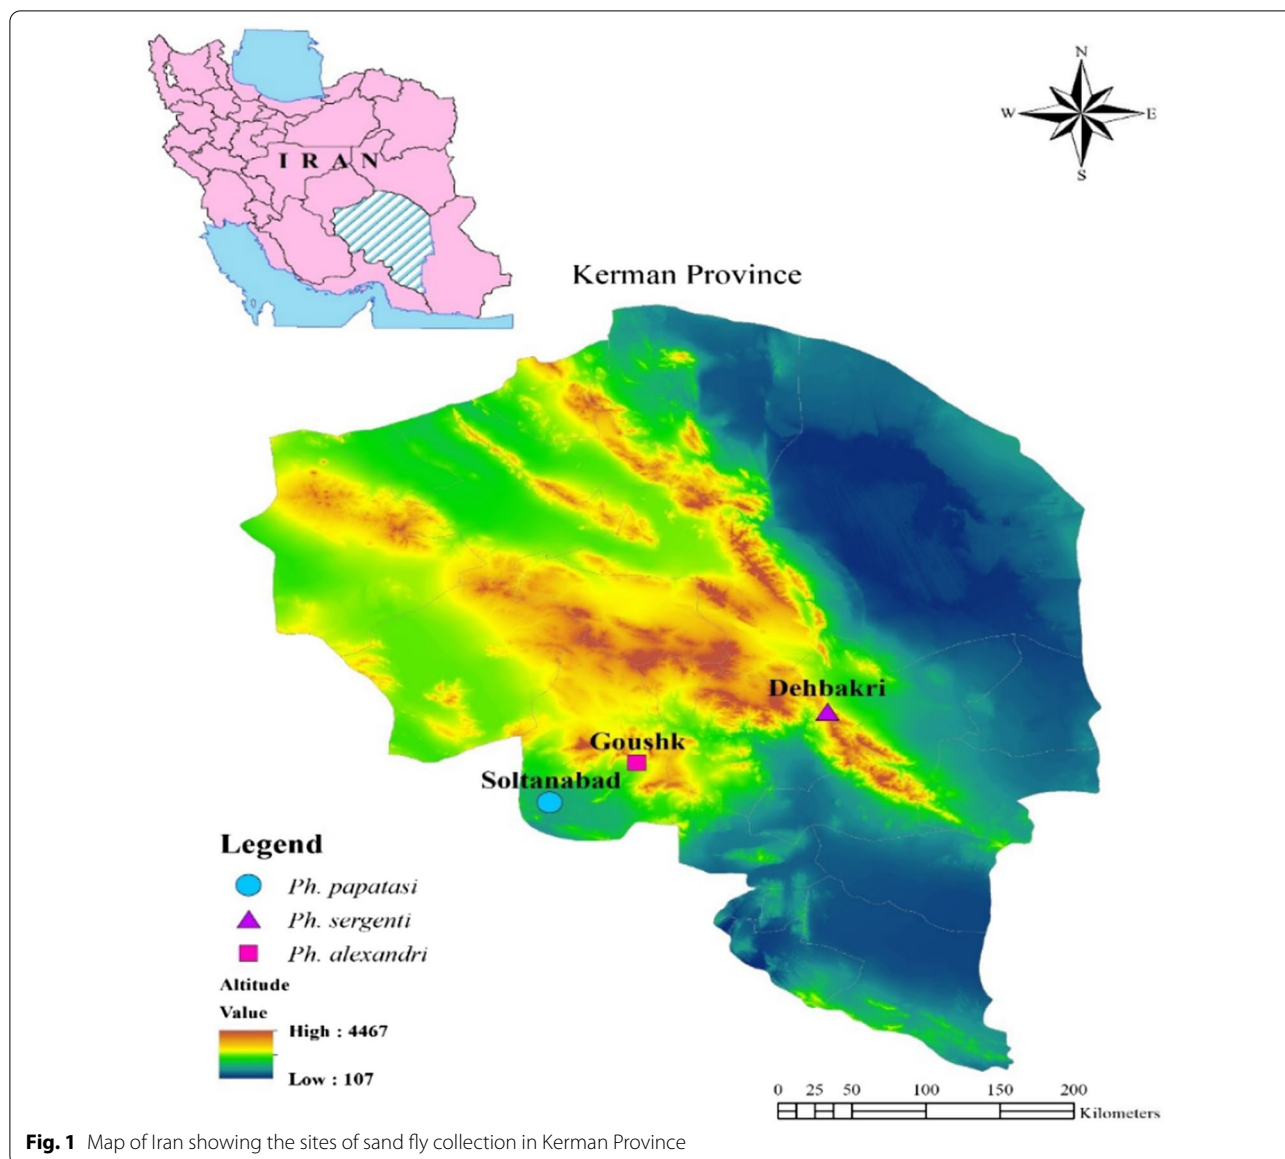 N
W
E
S
I R A N
Kerman Province
Dehbakri
Goushk
Soltanabad
Legend
Ph. papatasi
Ph. sergenti
Ph. alexandri
Altitude
Value
High : 4467
Low : 107
0 25 50 100 150 200
Kilometers
Fig. 1 Map of Iran showing the sites of sand fly collection in Kerman Province